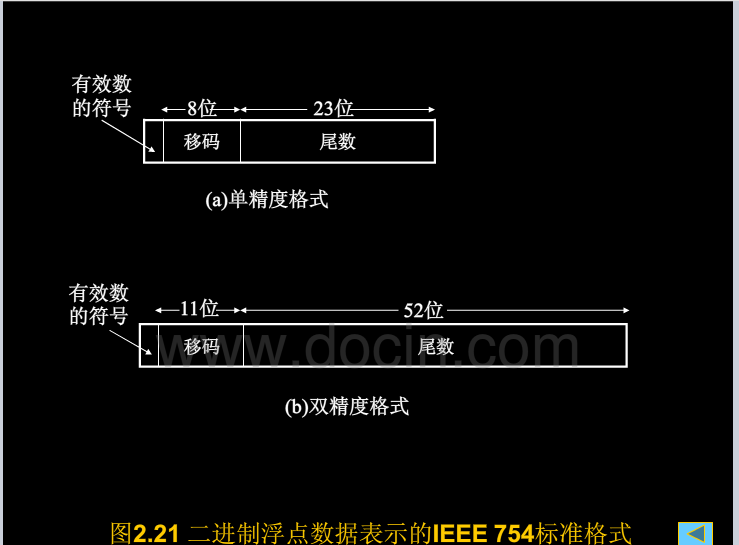 有效数
的符号
8位
23位
移码
尾数
(a)单精度格式
有效数
的符号
11位
52位
移码
尾数
www.docin.com
(b)双精度格式
图2.21 二进制浮点数据表示的IEEE 754标准格式